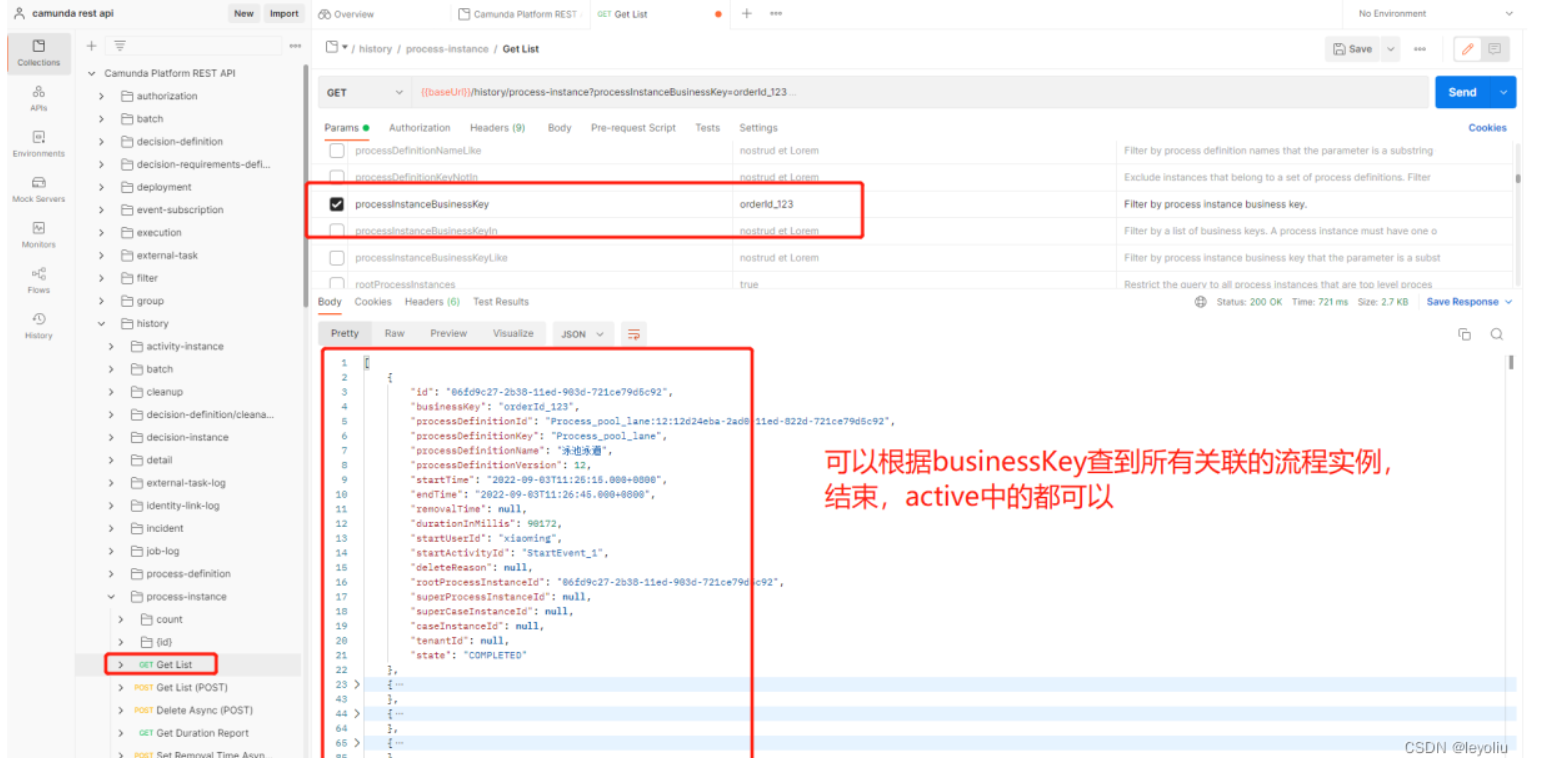 camunda rest api
New
Import
Overview
Camunda Platform REST
GET Get List
No Environment
Collections
APIs
Environments
Mock Servers
Monitors
Flows
History
Camunda Platform REST API
authorization
batch
decision-definition
decision-requirements-defi...
deployment
event-subscription
execution
external-task
filter
group
history
activity-instance
batch
cleanup
decision-definition/cleana...
decision-instance
detail
external-task-log
identity-link-log
incident
job-log
process-definition
process-instance
count
{id}
GET Get List
POST Get List (POST)
POST Delete Async (POST)
GET Get Duration Report
POST Set Removal Time Asyn...
/ history / process-instance / Get List
Save
GET
{{baseUrl}}/history/process-instance?processInstanceBusinessKey=orderId_123...
Send
Params
Authorization
Headers (9)
Body
Pre-request Script
Tests
Settings
Cookies
processDefinitionNameLike nostrud et Lorem Filter by process definition names that the parameter is a substring
processDefinitionKeyNotIn nostrud et Lorem Exclude instances that belong to a set of process definitions. Filter
processInstanceBusinessKey orderId_123 Filter by process instance business key.
processInstanceBusinessKeyIn nostrud et Lorem Filter by a list of business keys. A process instance must have one o
processInstanceBusinessKeyLike nostrud et Lorem Filter by process instance business key that the parameter is a subst
rootProcessInstances true Restrict the query to all process instances that are top level proces
Body Cookies Headers (6) Test Results
Status: 200 OK Time: 721 ms Size: 2.7 KB Save Response
Pretty Raw Preview Visualize JSON
1 [
2 {
3 "id": "06fd9c27-2b38-11ed-903d-721ce79d5c92",
4 "businessKey": "orderId_123",
5 "processDefinitionId": "Process_pool_lane:12:12d24eba-2ad8-11ed-822d-721ce79d5c92",
6 "processDefinitionKey": "Process_pool_lane",
7 "processDefinitionName": "泳池泳道",
8 "processDefinitionVersion": 12,
9 "startTime": "2022-09-03T11:25:15.000+0800",
10 "endTime": "2022-09-03T11:26:45.000+0800",
11 "removalTime": null,
12 "durationInMillis": 90172,
13 "startUserId": "xiaoming",
14 "startActivityId": "StartEvent_1",
15 "deleteReason": null,
16 "rootProcessInstanceId": "06fd9c27-2b38-11ed-903d-721ce79d5c92",
17 "superProcessInstanceId": null,
18 "superCaseInstanceId": null,
19 "caseInstanceId": null,
20 "tenantId": null,
21 "state": "COMPLETED"
22 },
23 {…
43 },
44 {…
64 },
65 {…
可以根据businessKey查到所有关联的流程实例，
结束，active中的都可以
CSDN @leyoliu